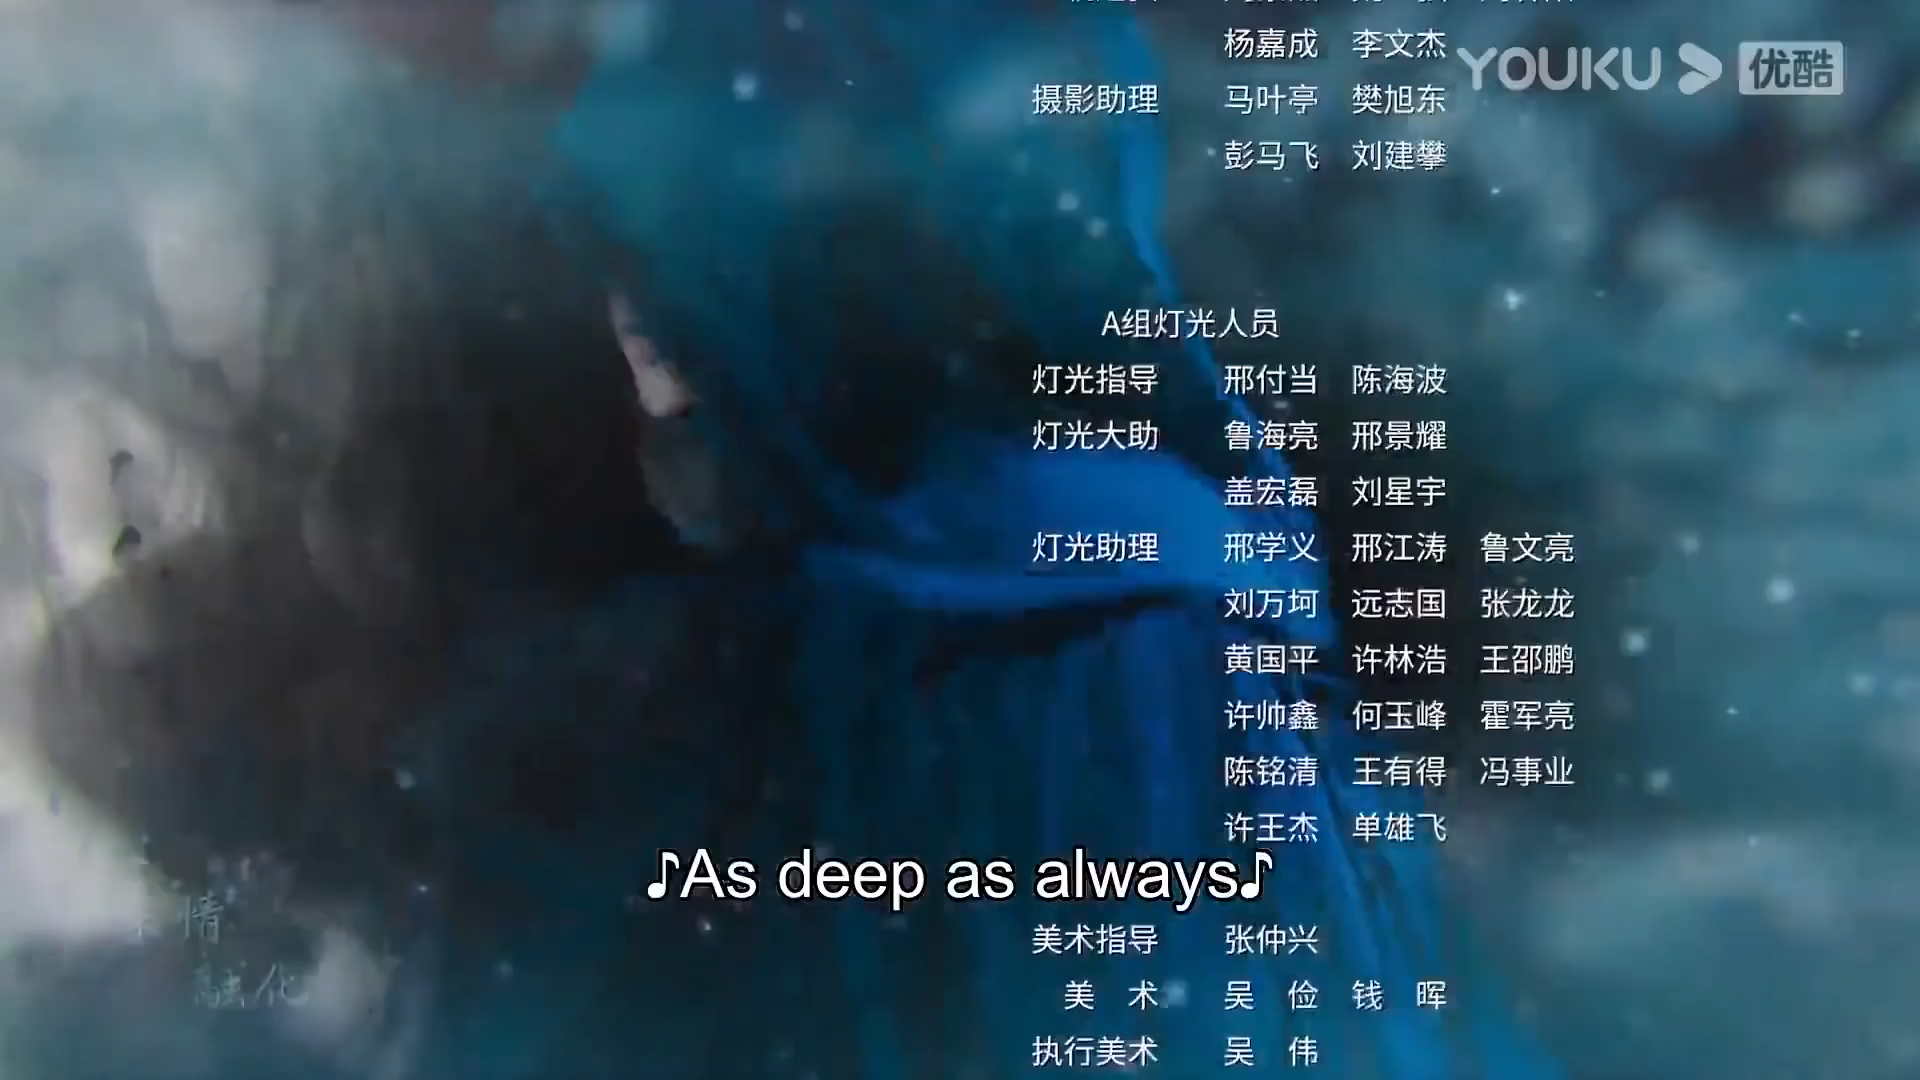 杨嘉成 李文杰
YOUKU 优酷
摄影助理 马叶亭 樊旭东
彭马飞 刘建攀
A组灯光人员
灯光指导 邢付当 陈海波
灯光大助 鲁海亮 邢景耀
盖宏磊 刘星宇
灯光助理 邢学义 邢江涛 鲁文亮
刘万坷 远志国 张龙龙
黄国平 许林浩 王邵鹏
许帅鑫 何玉峰 霍军亮
陈铭清 王有得 冯事业
许王杰 单雄飞
♪As deep as always♪
情
融化
美术指导 张仲兴
美 术 吴 俭 钱 晖
执行美术 吴 伟